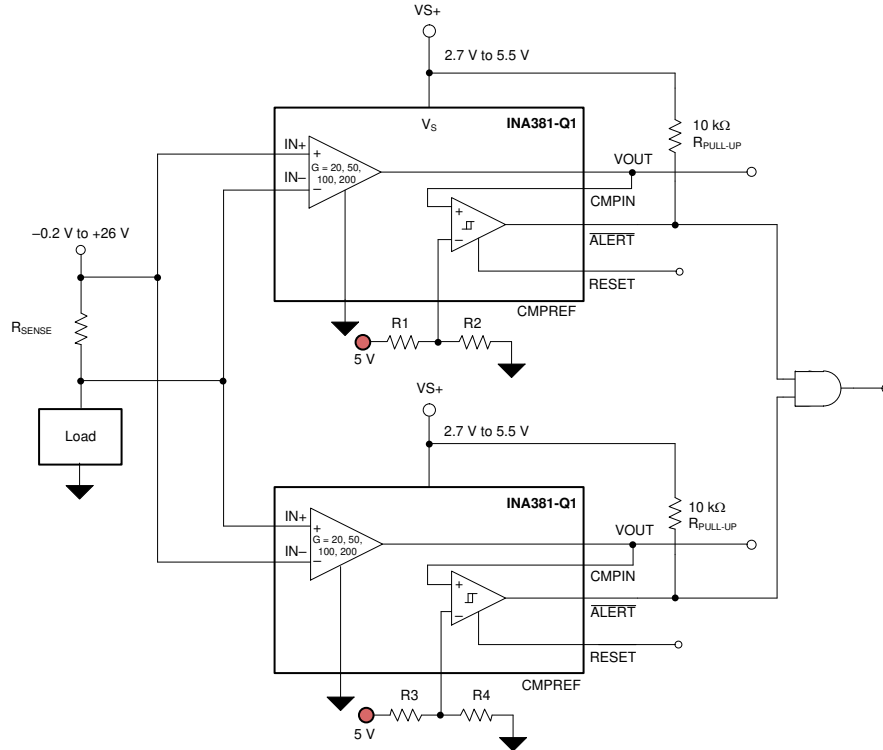 VS+
2.7 V to 5.5 V
VS
INA381-Q1
10 kΩ
RPULL-UP
IN+
IN–
+
–
G = 20, 50,
100, 200
VOUT
CMPIN
+
–
ALERT
RESET
CMPREF
–0.2 V to +26 V
RSENSE
Load
R1
R2
5 V
VS+
2.7 V to 5.5 V
INA381-Q1
10 kΩ
RPULL-UP
IN+
IN–
+
–
G = 20, 50,
100, 200
VOUT
CMPIN
+
–
ALERT
RESET
CMPREF
R3
R4
5 V